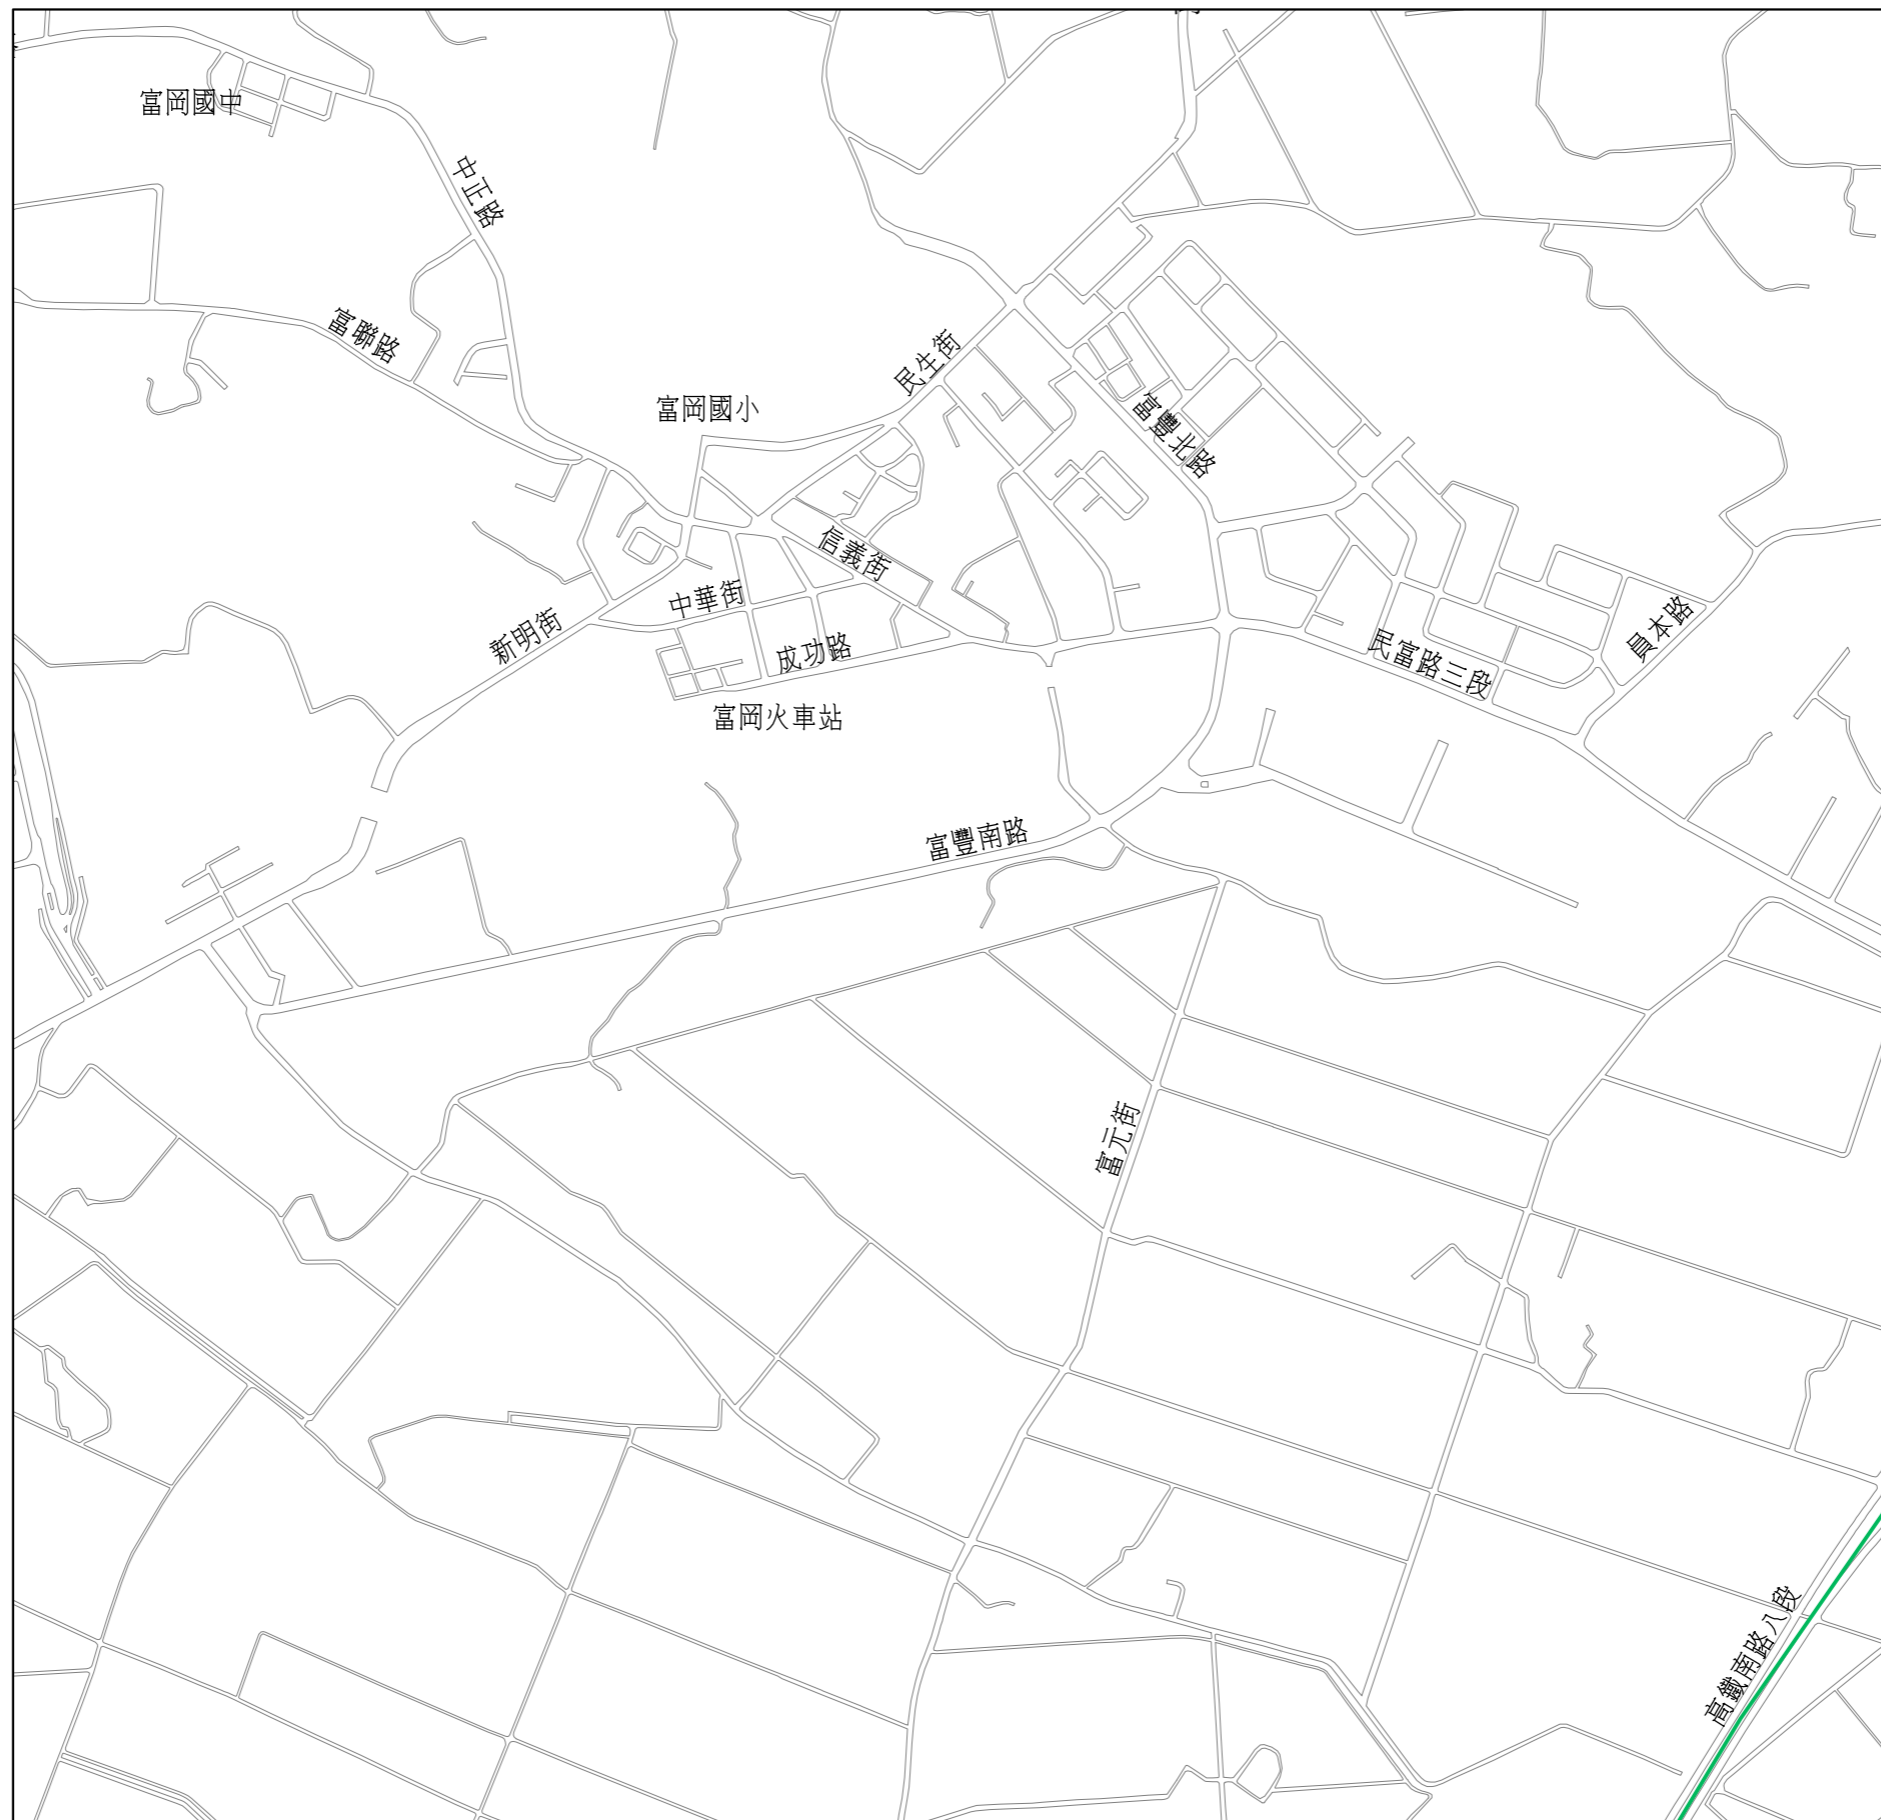 富岡國中
中正路
富聯路
民生街
富岡國小
富豐北路
信義街
中華街
新明街
成功路
員本路
民富路三段
富岡火車站
富豐南路
富元街
高鐵南路八段